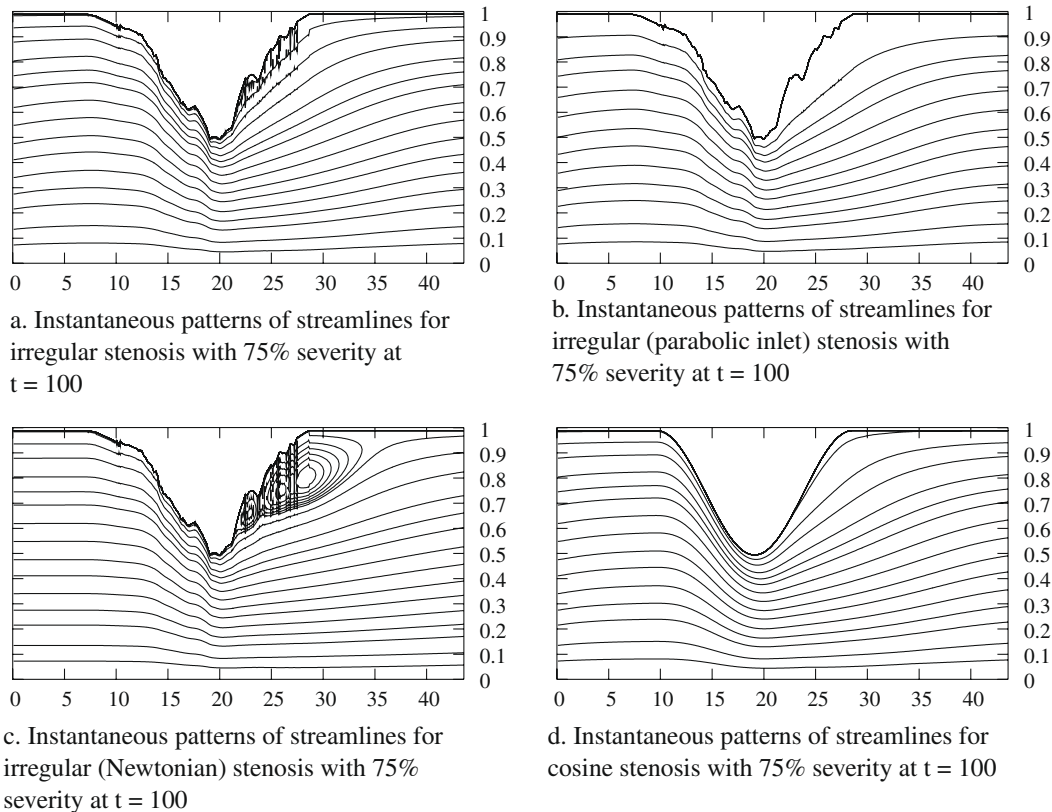 1
0.9
0.8
0.7
0.6
0.5
0.4
0.3
0.2
0.1
0
0 5 10 15 20 25 30 35 40
a. Instantaneous patterns of streamlines for
irregular stenosis with 75% severity at
t = 100
1
0.9
0.8
0.7
0.6
0.5
0.4
0.3
0.2
0.1
0
0 5 10 15 20 25 30 35 40
b. Instantaneous patterns of streamlines for
irregular (parabolic inlet) stenosis with
75% severity at t = 100
1
0.9
0.8
0.7
0.6
0.5
0.4
0.3
0.2
0.1
0
0 5 10 15 20 25 30 35 40
c. Instantaneous patterns of streamlines for
irregular (Newtonian) stenosis with 75%
severity at t = 100
1
0.9
0.8
0.7
0.6
0.5
0.4
0.3
0.2
0.1
0
0 5 10 15 20 25 30 35 40
d. Instantaneous patterns of streamlines for
cosine stenosis with 75% severity at t = 100